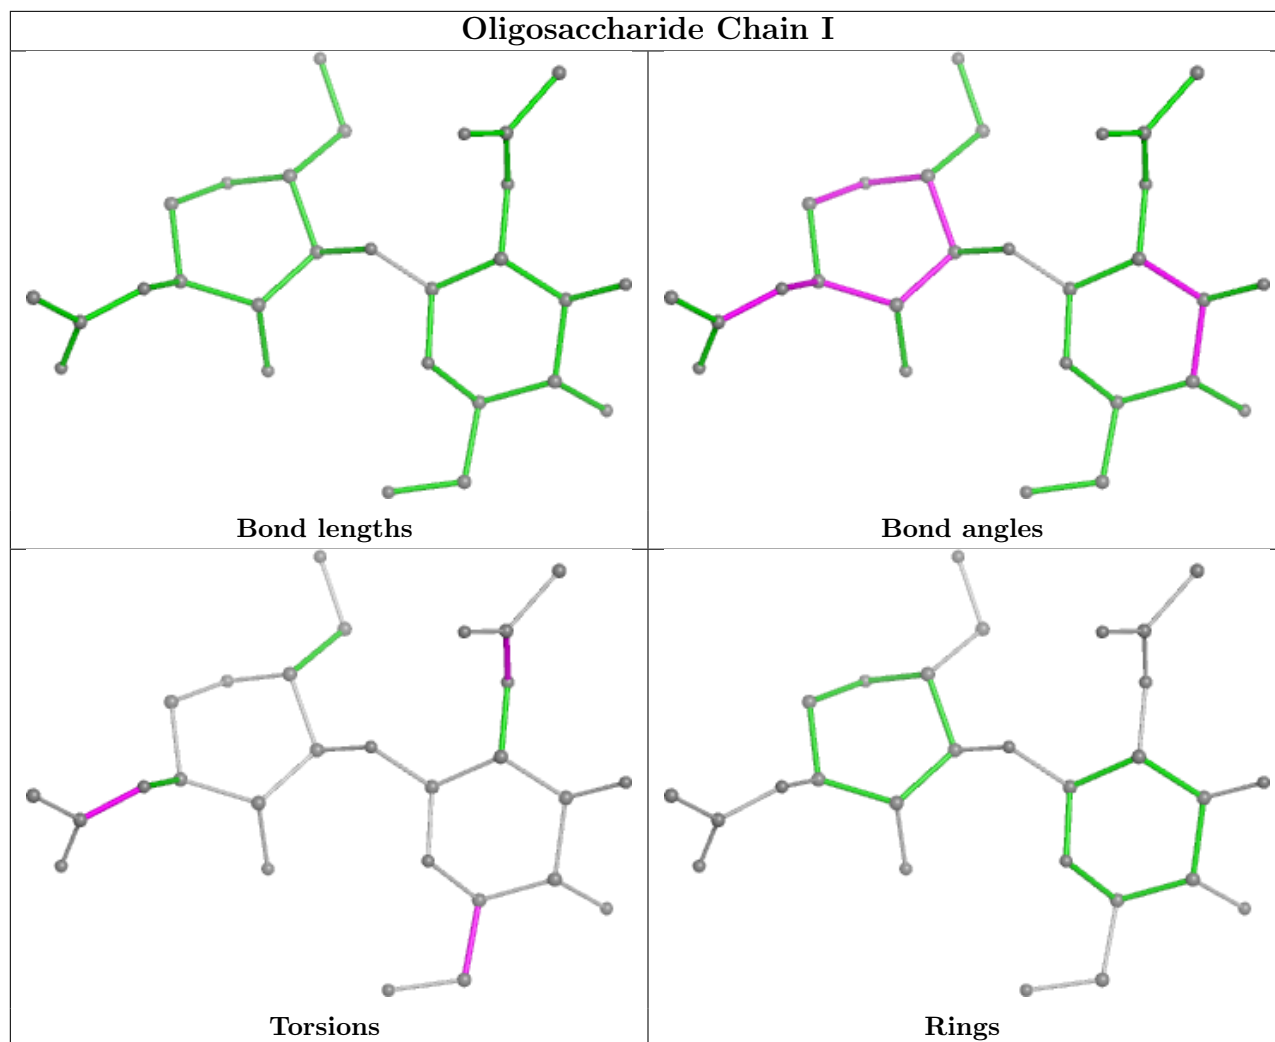 Oligosaccharide Chain I
Bond lengths
Bond angles
Torsions
Rings